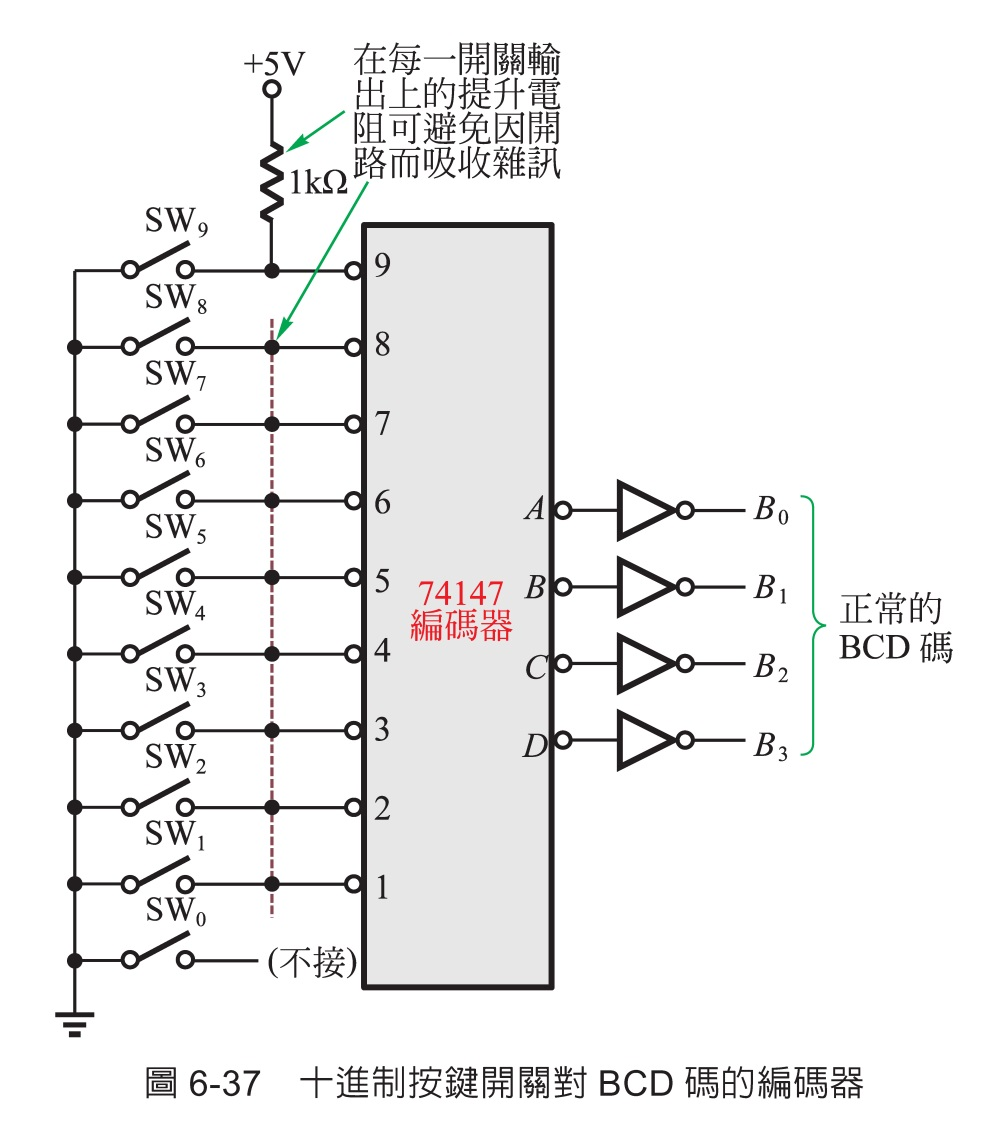 +5V
在每一開關輸
出上的提升電
阻可避免因開
路而吸收雜訊
1kΩ
SW9
9
SW8
8
SW7
7
SW6
6
SW5
5
SW4
4
SW3
3
SW2
2
SW1
1
SW0
(不接)
74147
編碼器
A
B0
B
B1
C
B2
D
B3
正常的
BCD 碼
圖 6-37 十進制按鍵開關對 BCD 碼的編碼器